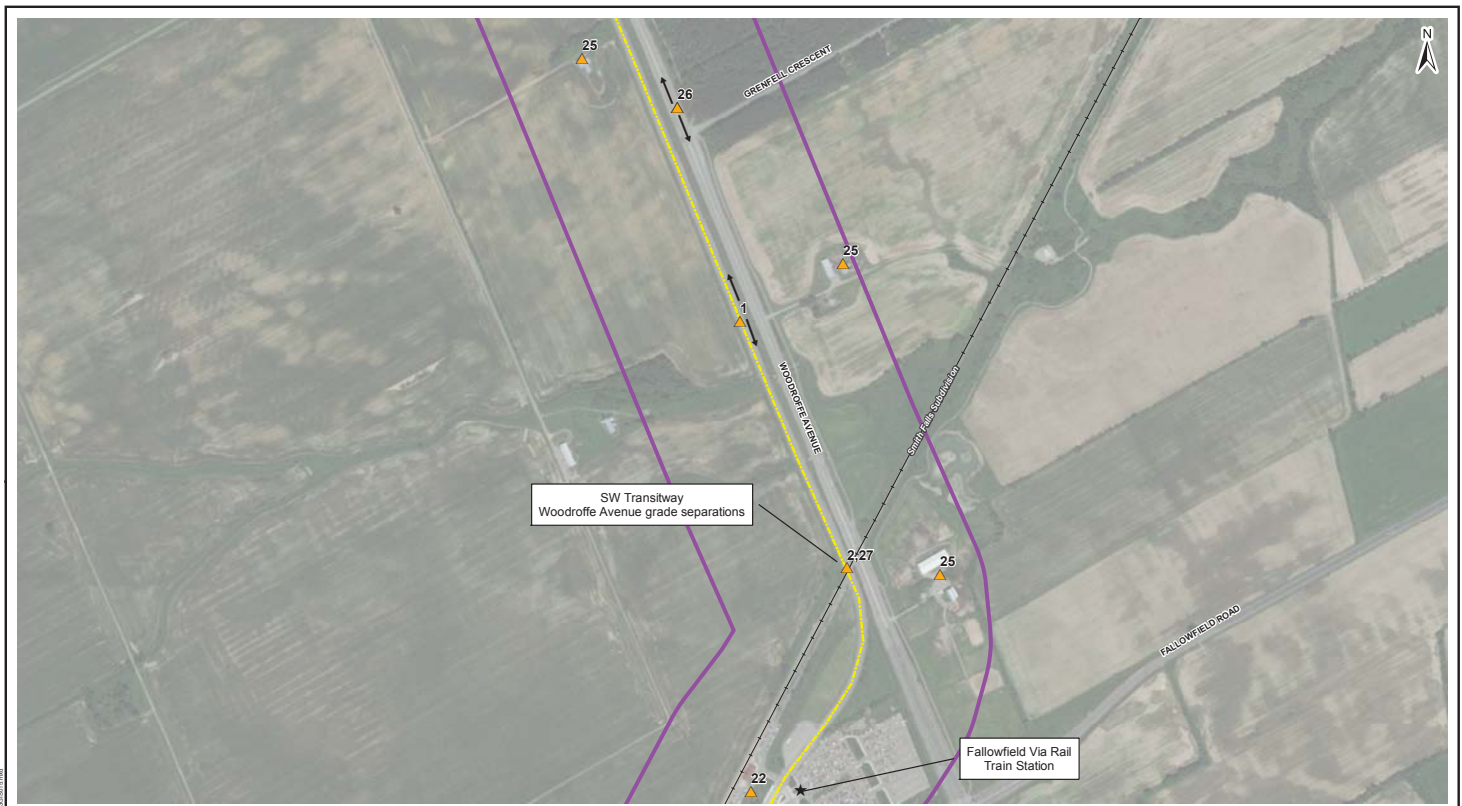 N
25
26
GRENFELL CRESCENT
25
1
WOODROFFE AVENUE
Smith Falls Subdivision
SW Transitway
Woodroffe Avenue grade separations
2,27
25
FALLOWFIELD ROAD
Fallowfield Via Rail
Train Station
22